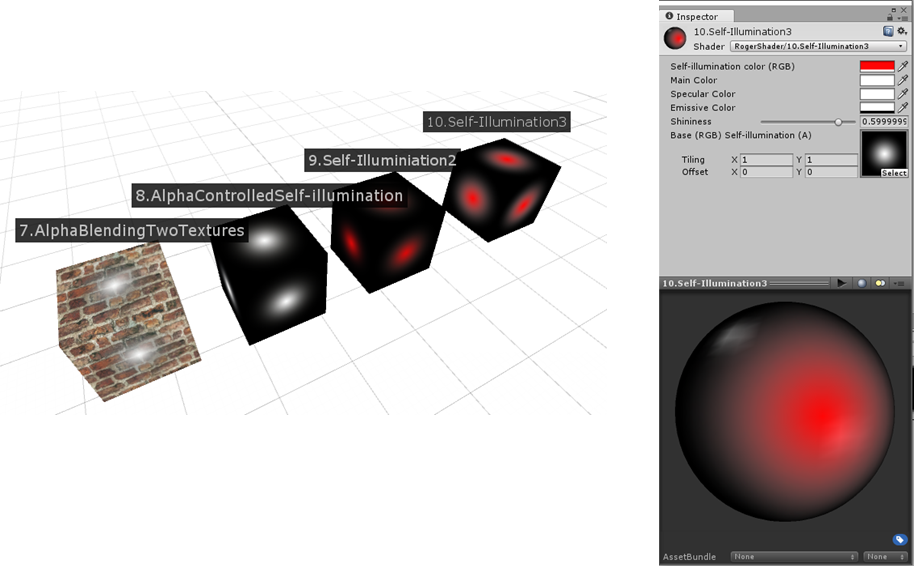 10.Self-Illumination3
9.Self-Illuminiation2
8.AlphaControlledSelf-illumination
7.AlphaBlendingTwoTextures
Inspector
10.Self-Illumination3
Shader RogerShader/10.Self-Illumination3
Self-illumination color (RGB)
Main Color
Specular Color
Emissive Color
Shininess 0.5999999
Base (RGB) Self-illumination (A)
Tiling X 1 Y 1
Offset X 0 Y 0
Select
10.Self-Illumination3
AssetBundle None None